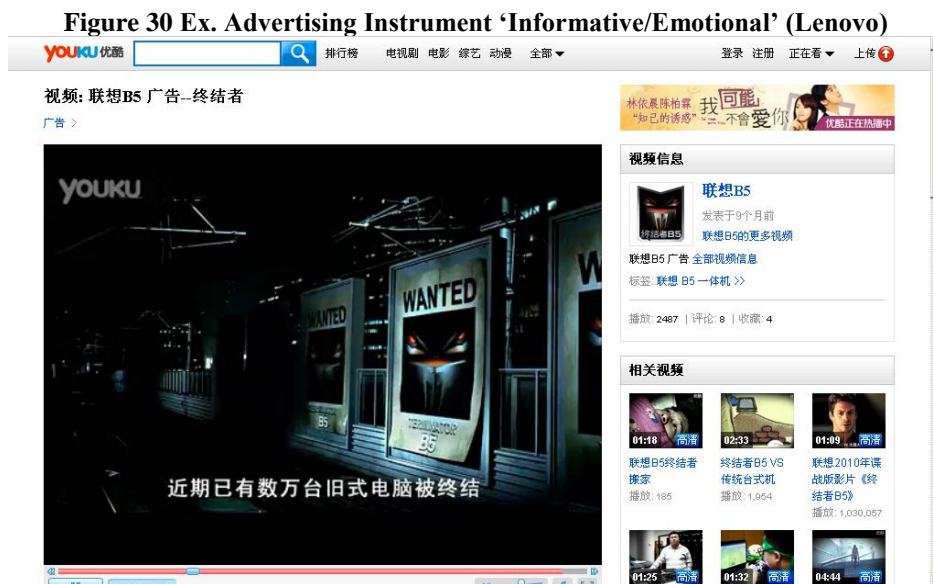 Figure 30 Ex. Advertising Instrument ‘Informative/Emotional’ (Lenovo)
YOUKU 优酷 排行榜 电视剧 电影 综艺 动漫 全部 登录 注册 正在看 上传
视频: 联想B5 广告--终结者
广告 >
YOUKU
WANTED
WANTED
W
TERMINATOR
B5
B5
近期已有数万台旧式电脑被终结
林依晨陈柏霖
“知己的诱惑”
我可能
不會愛你
优酷正在热播中
视频信息
终结者B5
联想B5
发表于9个月前
联想B5的更多视频
联想B5 广告 全部视频信息
标签: 联想 B5 一体机 >>
播放: 2487 | 评论: 8 | 收藏: 4
相关视频
01:18 高清
联想B5终结者
搬家
播放: 185
02:33
终结者B5 VS
传统台式机
播放: 1,954
01:09 高清
联想2010年谍
战版影片《终
结者B5》
播放: 1,030,057
01:25 高清
01:32 高清
04:44 高清